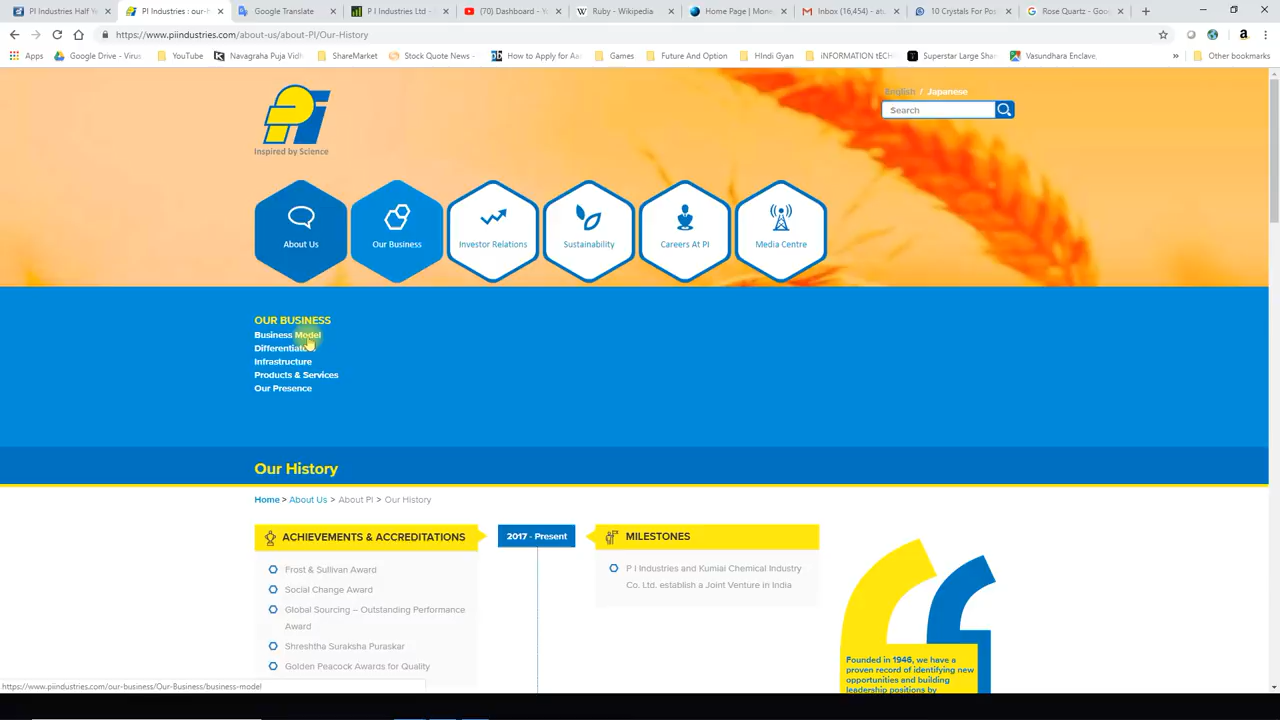 PI Industries Half Ye
PI Industries : our-h
Google Translate
P I Industries Ltd -
(70) Dashboard - Y
Ruby - Wikipedia
Home Page | Mon
Inbox (16,454) - at
10 Crystals For Pos
Rose Quartz - Goo
https://www.piindustries.com/about-us/about-PI/Our-History
Apps
Google Drive - Virus
YouTube
Navagraha Puja Vidh
ShareMarket
Stock Quote News -
How to Apply for Aa
Games
Future And Option
HIndi Gyan
iNFORMATION tECH
Superstar Large Shar
Vasundhara Enclave,
Other bookmarks
PI
Inspired by Science
English / Japanese
Search
About Us
Our Business
Investor Relations
Sustainability
Careers At PI
Media Centre
OUR BUSINESS
Business Model
Differentiators
Infrastructure
Products & Services
Our Presence
Our History
Home > About Us > About PI > Our History
ACHIEVEMENTS & ACCREDITATIONS
Frost & Sullivan Award
Social Change Award
Global Sourcing – Outstanding Performance
Award
Shreshtha Suraksha Puraskar
Golden Peacock Awards for Quality
2017 - Present
MILESTONES
P I Industries and Kumiai Chemical Industry
Co. Ltd. establish a Joint Venture in India
Founded in 1946, we have a
proven record of identifying new
opportunities and building
leadership positions by
https://www.piindustries.com/our-business/Our-Business/business-model